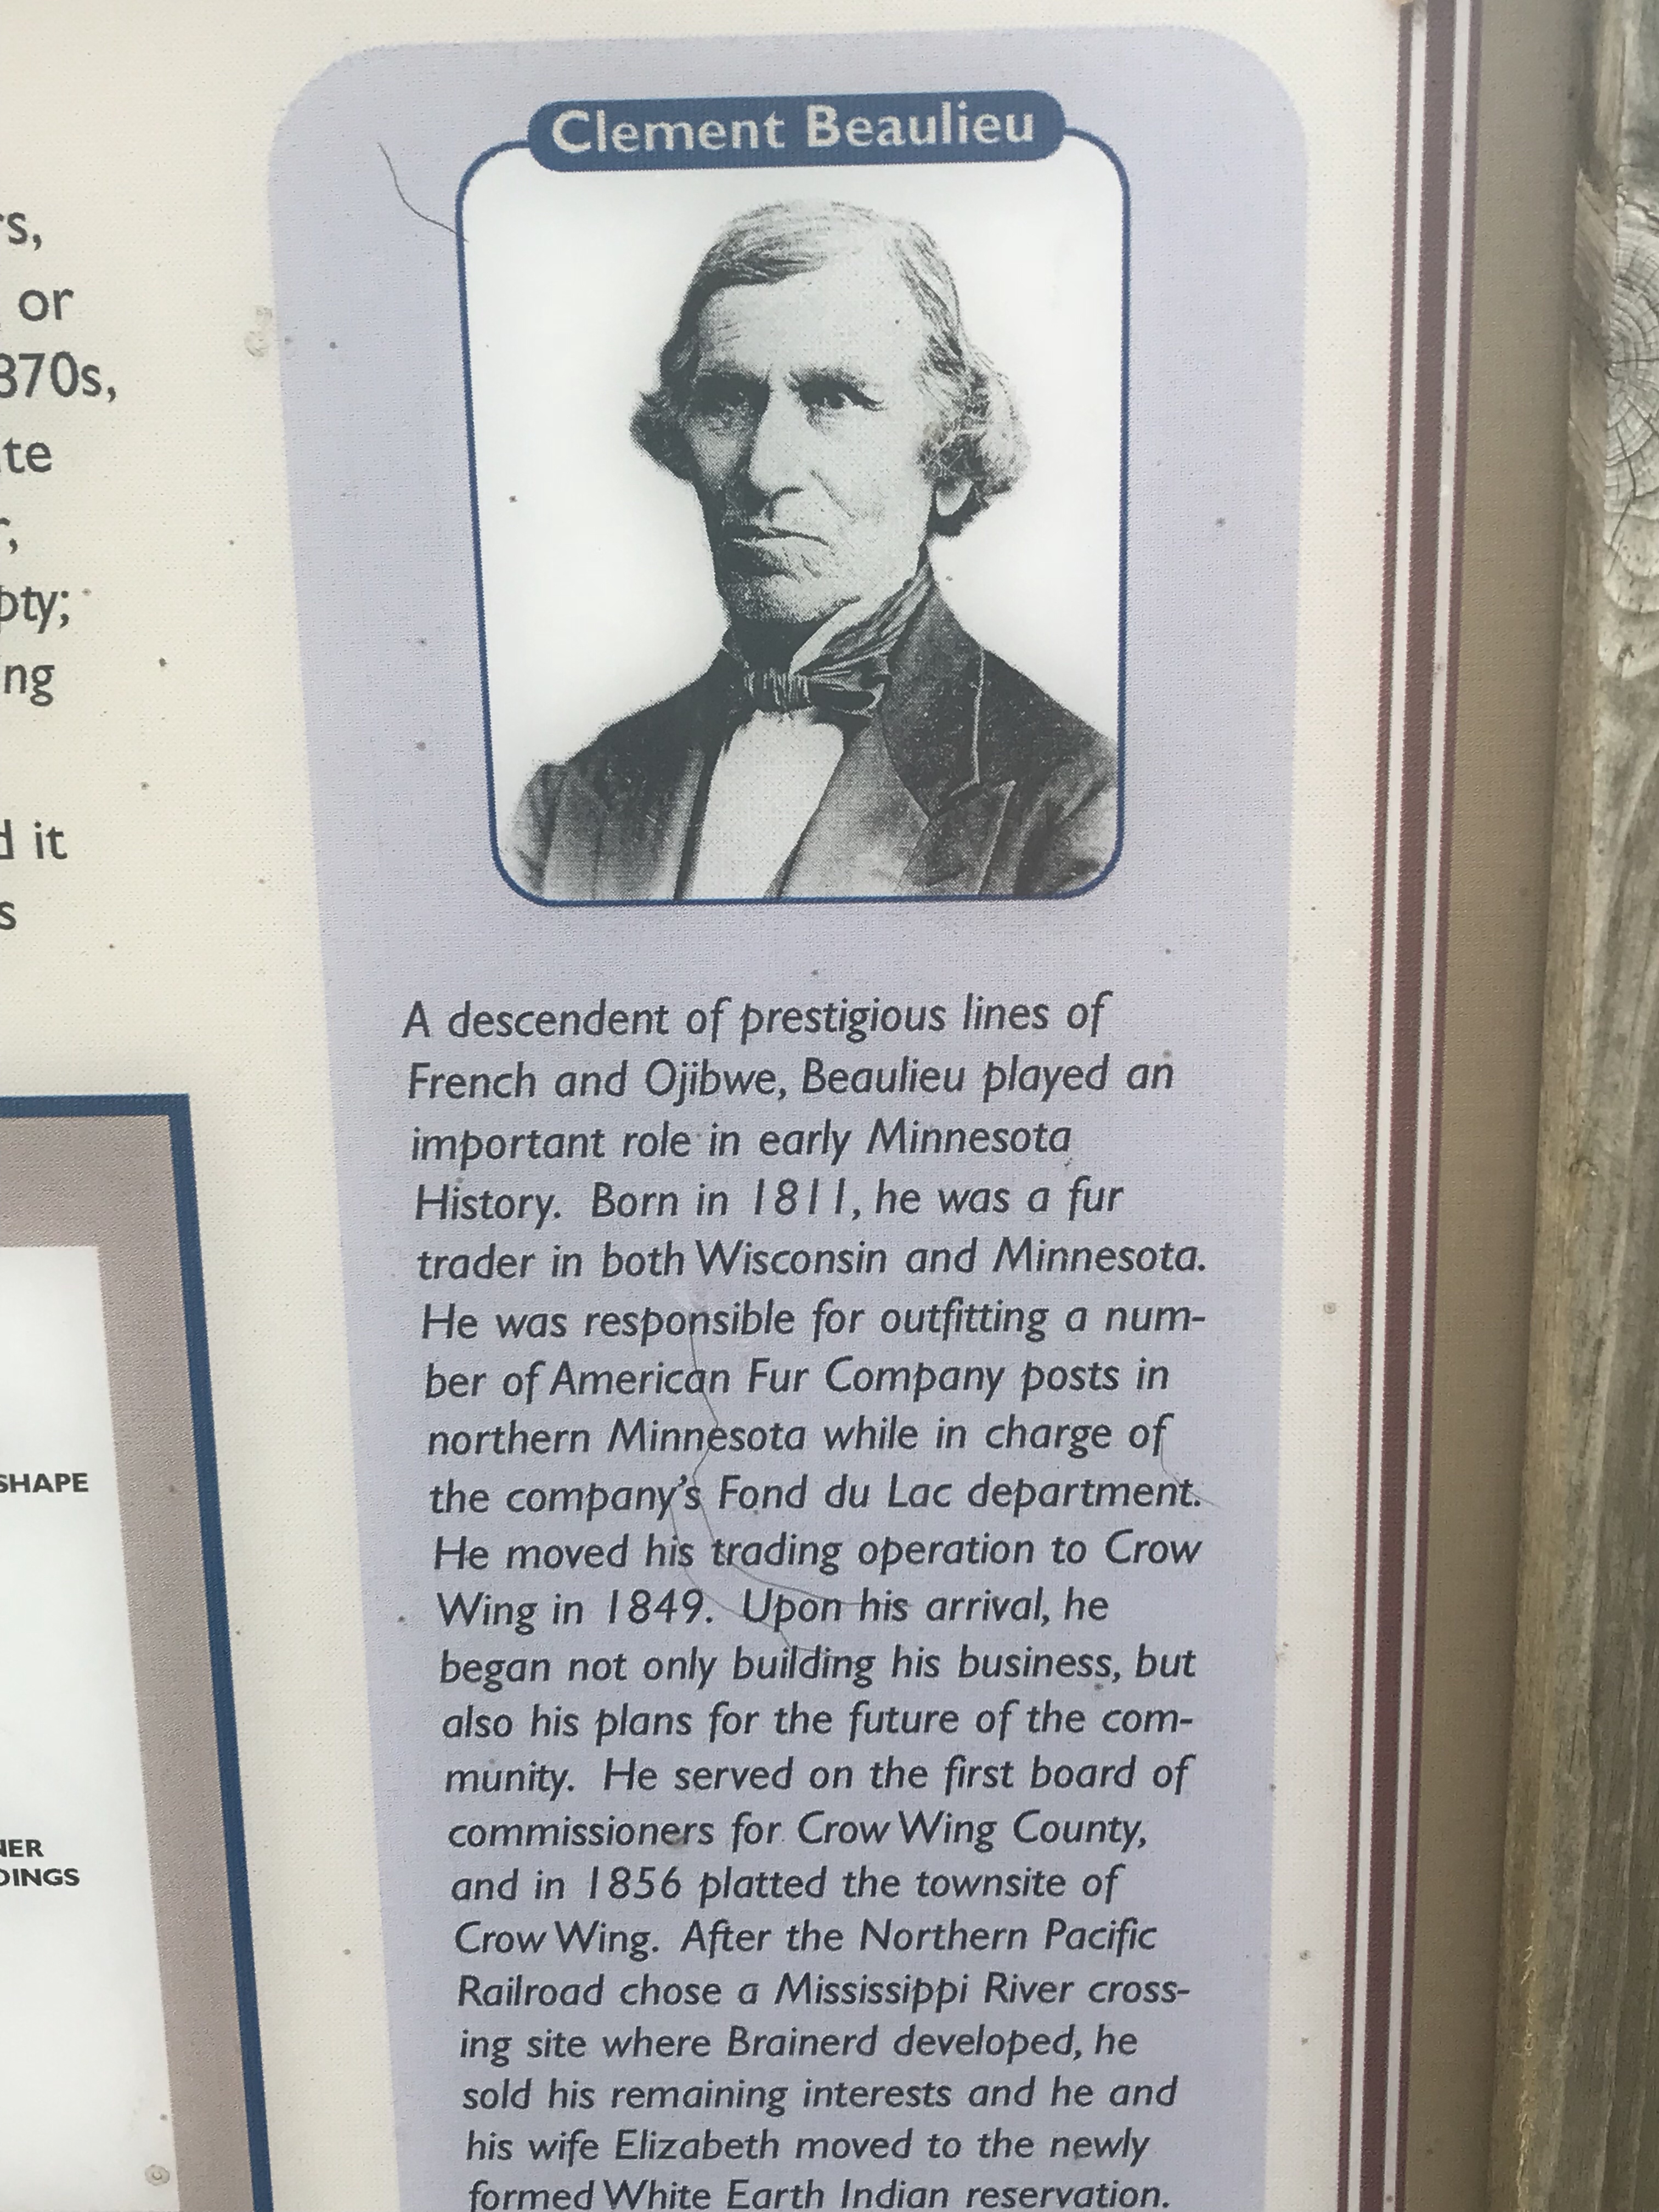 rs,
or
870s,
ng
d it
SHAPE
Clement Beaulieu
A descendent of prestigious lines of
French and Ojibwe, Beaulieu played an
important role in early Minnesota
History. Born in 1811, he was a fur
trader in both Wisconsin and Minnesota.
He was responsible for outfitting a num-
ber of American Fur Company posts in
northern Minnesota while in charge of
the company's Fond du Lac department.
He moved his trading operation to Crow
Wing in 1849. Upon his arrival, he
began not only building his business, but
also his plans for the future of the com-
munity. He served on the first board of
commissioners for Crow Wing County,
and in 1856 platted the townsite of
Crow Wing. After the Northern Pacific
Railroad chose a Mississippi River cross-
ing site where Brainerd developed, he
sold his remaining interests and he and
his wife Elizabeth moved to the newly
formed White Earth Indian reservation.